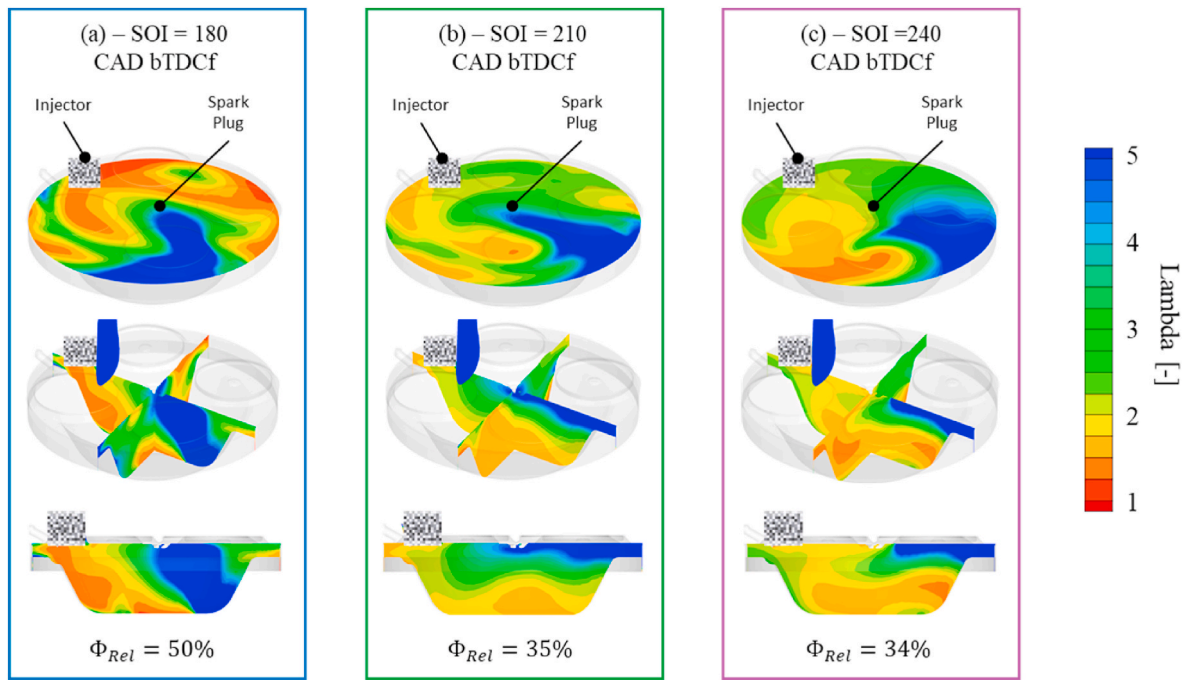 (a) – SOI = 180
CAD bTDCf
Injector
Spark
Plug
Φ_Rel = 50%
(b) – SOI = 210
CAD bTDCf
Injector
Spark
Plug
Φ_Rel = 35%
(c) – SOI =240
CAD bTDCf
Injector
Spark
Plug
Φ_Rel = 34%
5
4
3
2
1
Lambda [-]